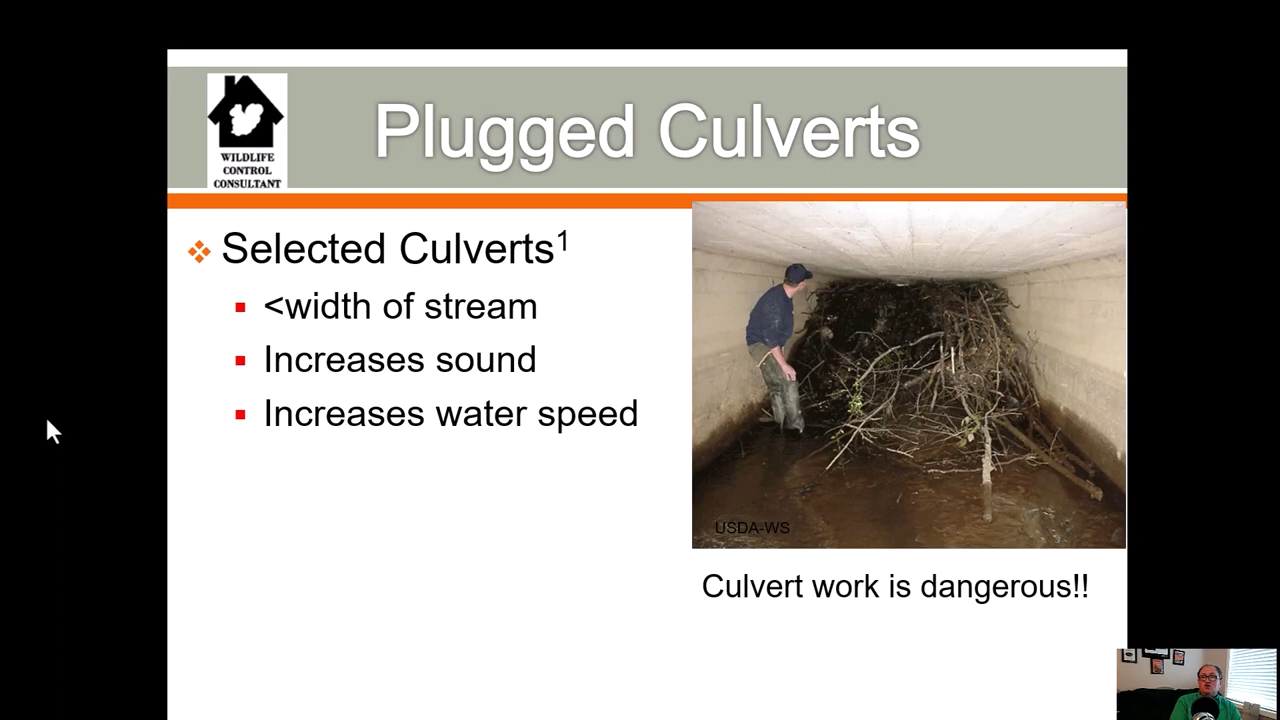 WILDLIFE
CONTROL
CONSULTANT
Plugged Culverts
Selected Culverts¹
<width of stream
Increases sound
Increases water speed
USDA-WS
Culvert work is dangerous!!